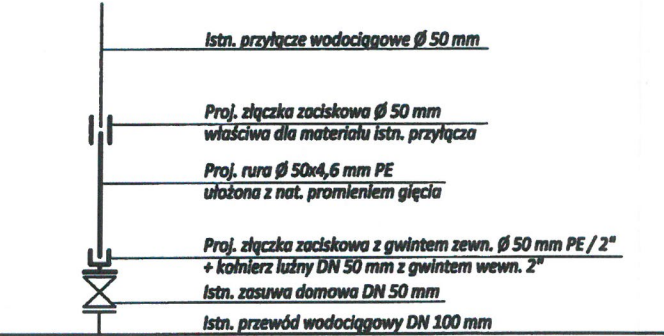 Istn. przyłącze wodociągowe Ø 50 mm
Proj. złączka zaciskowa Ø 50 mm
właściwa dla materiału istn. przyłącza
Proj. rura Ø 50x4,6 mm PE
ułożona z nat. promieniem gięcia
Proj. złączka zaciskowa z gwintem zewn. Ø 50 mm PE / 2"
+ kołnierz luźny DN 50 mm z gwintem wewn. 2"
Istn. zasuwa domowa DN 50 mm
Istn. przewód wodociągowy DN 100 mm